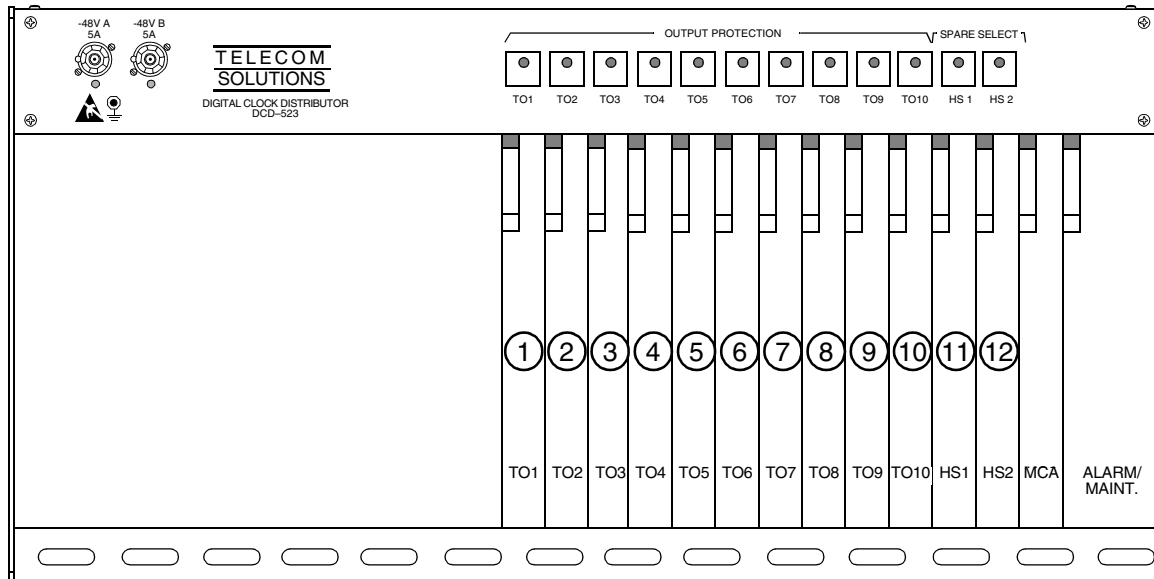 -48V A
5A
-48V B
5A
TELECOM
SOLUTIONS
DIGITAL CLOCK DISTRIBUTOR
DCD–523
OUTPUT PROTECTION
SPARE SELECT
TO1 TO2 TO3 TO4 TO5 TO6 TO7 TO8 TO9 TO10 HS 1 HS 2
1 2 3 4 5 6 7 8 9 10 11 12
TO1 TO2 TO3 TO4 TO5 TO6 TO7 TO8 TO9 TO10 HS1 HS2 MCA ALARM/
MAINT.